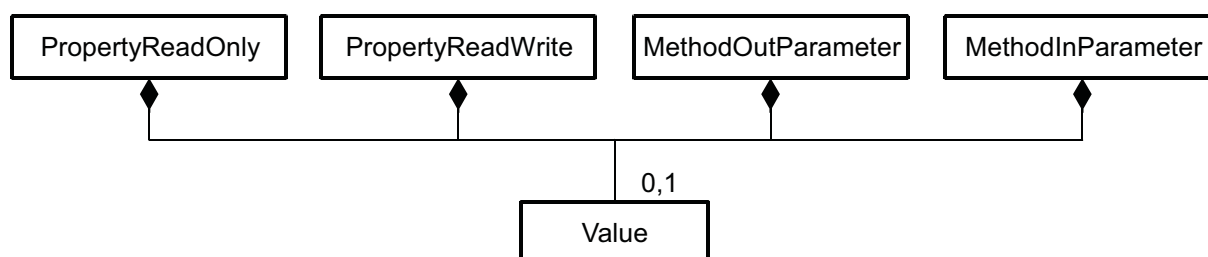 PropertyReadOnly
PropertyReadWrite
MethodOutParameter
MethodInParameter
0,1
Value